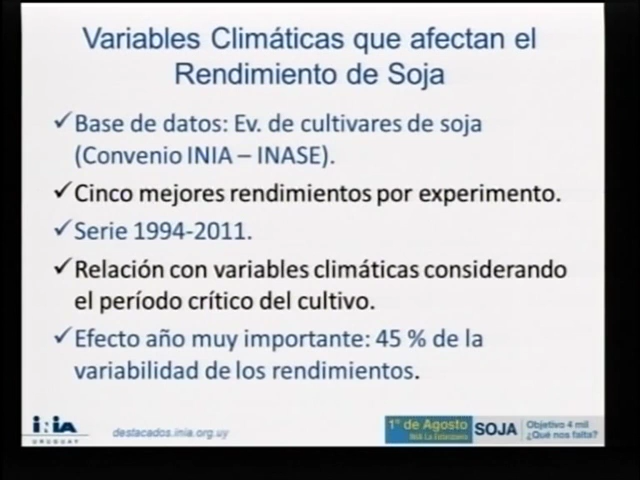 Variables Climáticas que afectan el
Rendimiento de Soja
✓Base de datos: Ev. de cultivares de soja
(Convenio INIA – INASE).
✓Cinco mejores rendimientos por experimento.
✓Serie 1994-2011.
✓Relación con variables climáticas considerando
el período crítico del cultivo.
✓Efecto año muy importante: 45 % de la
variabilidad de los rendimientos.
inia
URUGUAY
destacados.inia.org.uy
1º de Agosto
INIA La Estanzuela
SOJA
Objetivo 4 mil
¿Qué nos falta?